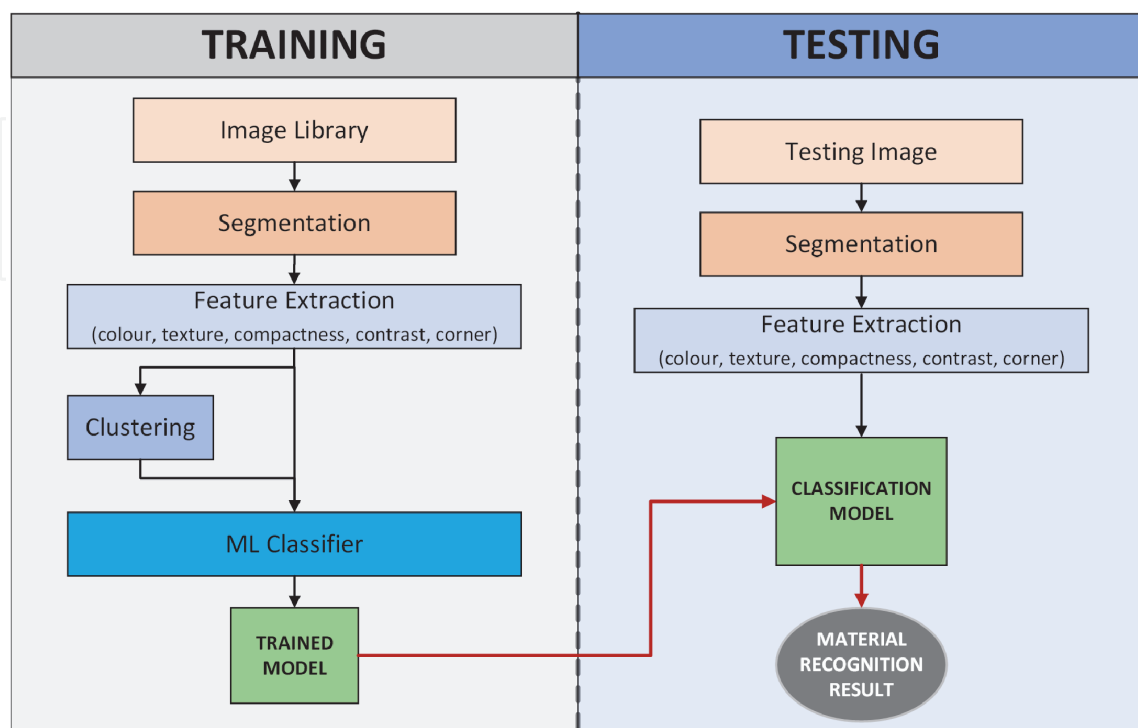 TRAINING
Image Library
Segmentation
Feature Extraction
(colour, texture, compactness, contrast, corner)
Clustering
ML Classifier
TRAINED
MODEL
TESTING
Testing Image
Segmentation
Feature Extraction
(colour, texture, compactness, contrast, corner)
CLASSIFICATION
MODEL
MATERIAL
RECOGNITION
RESULT